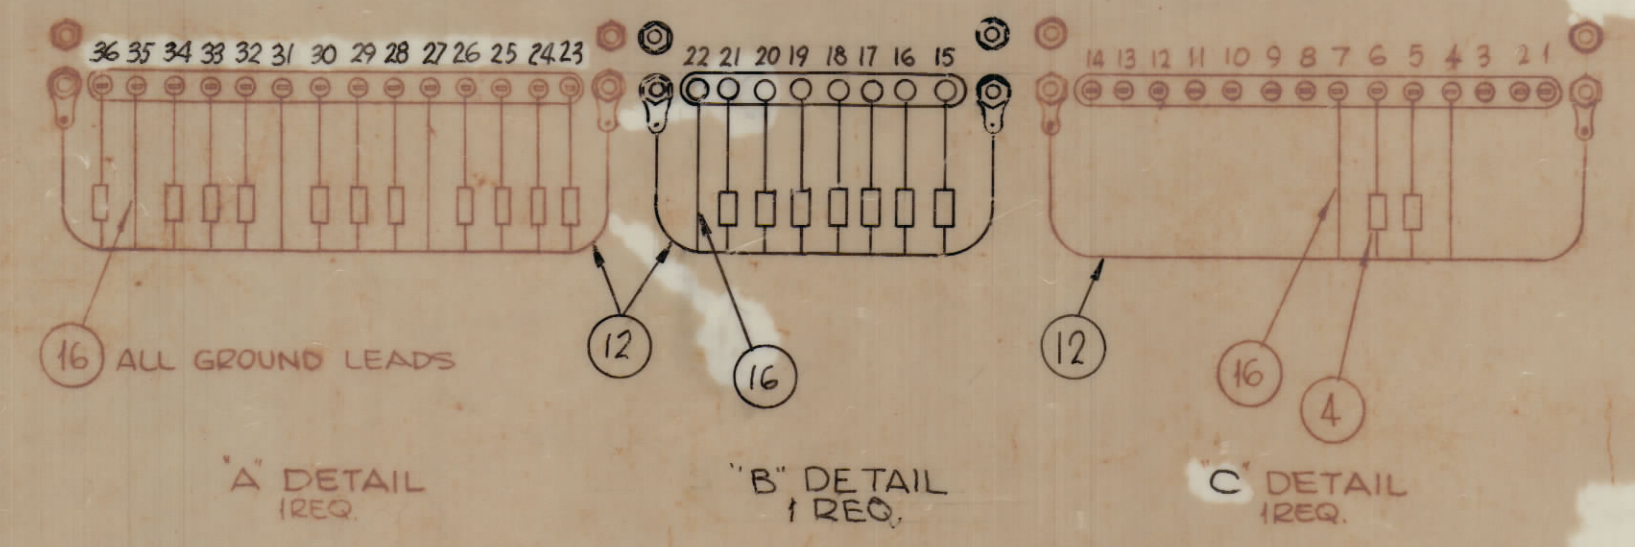 36 35 34 33 32 31 30 29 28 27 26 25 24 23
22 21 20 19 18 17 16 15
14 13 12 11 10 9 8 7 6 5 4 3 2 1
16 ALL GROUND LEADS
12
16
12
16
4
"A" DETAIL
1 REQ.
"B" DETAIL
1 REQ.
"C" DETAIL
1 REQ.